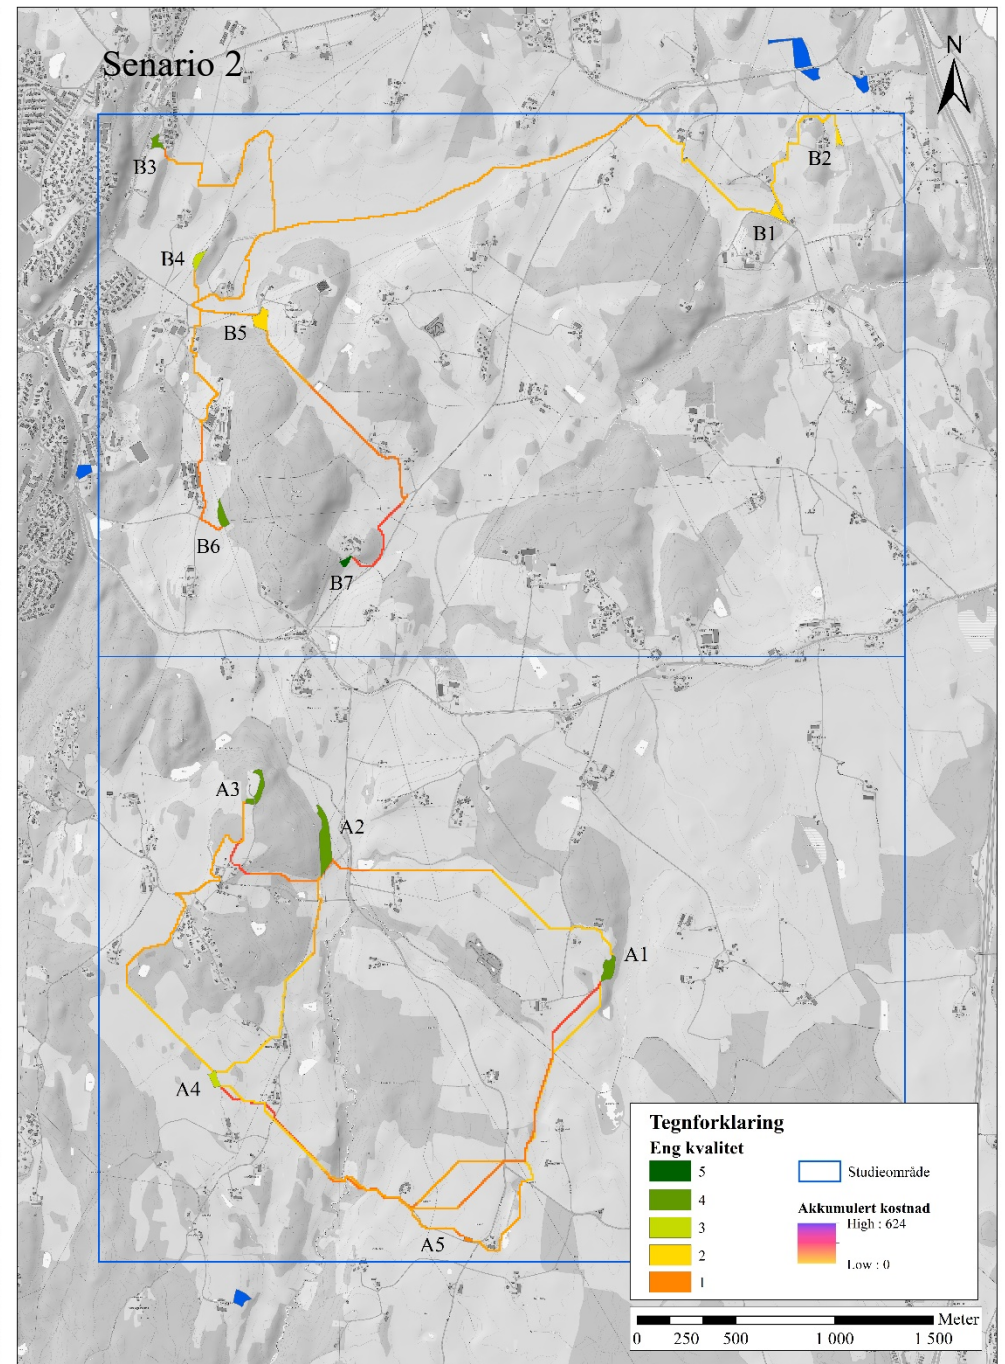 Senario 2
N
B3
B2
B1
B4
B5
B6
B7
A3
A2
A1
A4
A5
Tegnforklaring
Eng kvalitet
5
4
3
2
1
Studieområde
Akkumulert kostnad
High : 624
Low : 0
Meter
0 250 500 1 000 1 500